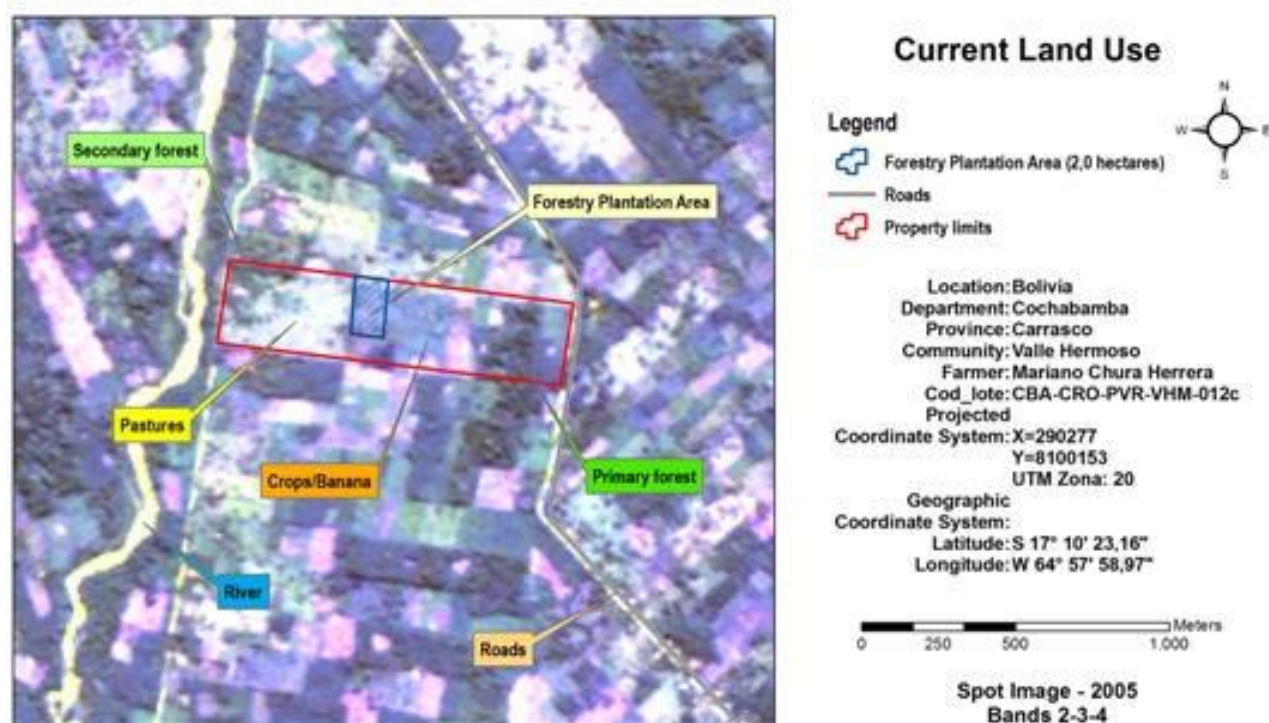 Secondary forest
Forestry Plantation Area
Pastures
Crops/Banana
Primary forest
River
Roads
Current Land Use
N
W
E
S
Legend
Forestry Plantation Area (2,0 hectares)
Roads
Property limits
Location: Bolivia
Department: Cochabamba
Province: Carrasco
Community: Valle Hermoso
Farmer: Mariano Chura Herrera
Cod_lote: CBA-CRO-PVR-VHM-012c
Projected
Coordinate System: X=290277
Y=8100153
UTM Zona: 20
Geographic
Coordinate System:
Latitude: S 17° 10' 23,16"
Longitude: W 64° 57' 58,97"
Meters
0 250 500 1.000
Spot Image - 2005
Bands 2-3-4